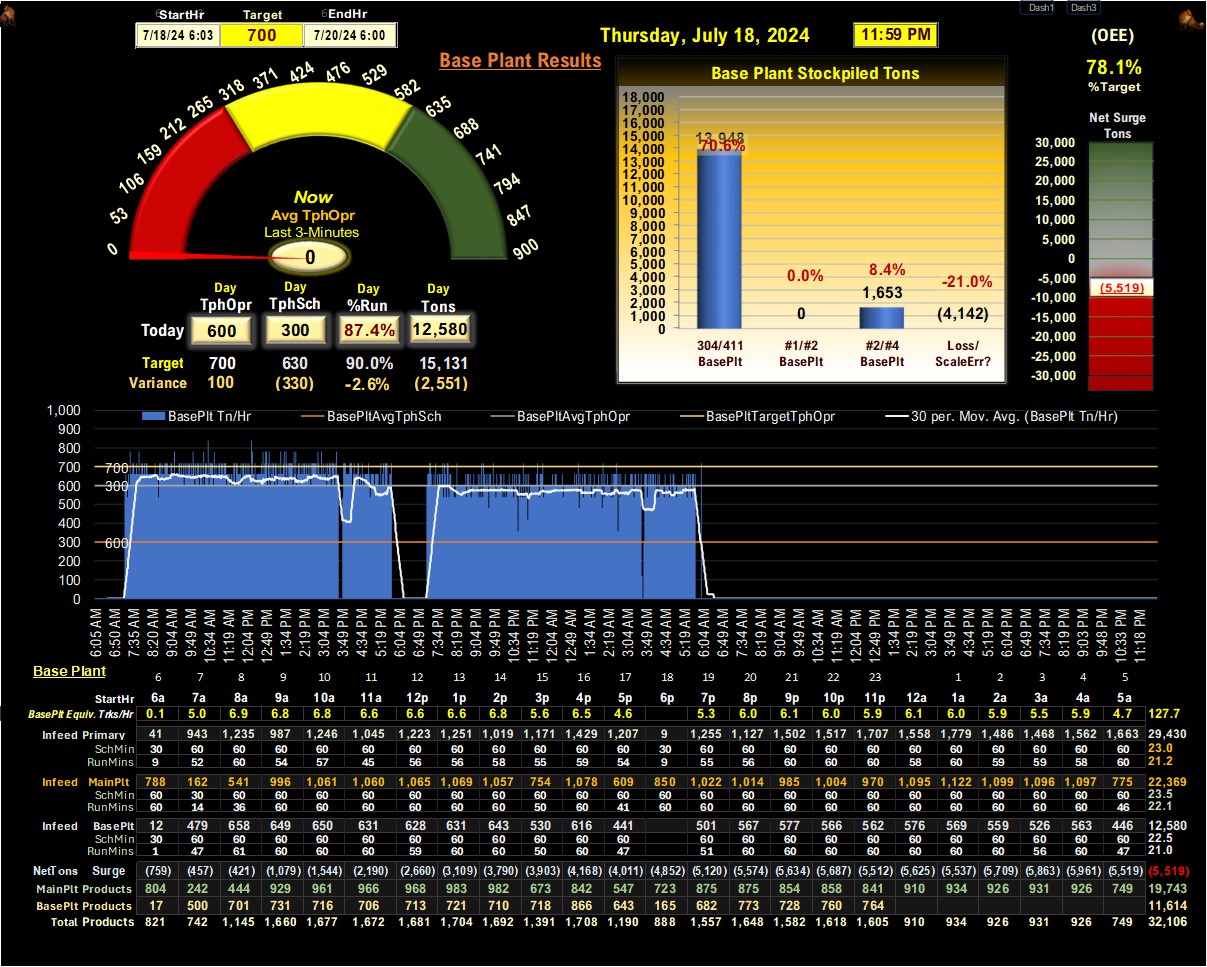 Dash1 Dash3
StartHr Target EndHr
7/18/24 6:03 700 7/20/24 6:00
Thursday, July 18, 2024 11:59 PM
(OEE)
78.1%
%Target
Base Plant Results
0 53 106 159 212 265 318 371 424 476 529 582 635 688 741 794 847 900
Now
Avg TphOpr
Last 3-Minutes
0
Day Day Day Day
TphOpr TphSch %Run Tons
Today 600 300 87.4% 12,580
Target 700 630 90.0% 15,131
Variance 100 (330) -2.6% (2,551)
Base Plant Stockpiled Tons
18,000
17,000
16,000
15,000
14,000
13,000
12,000
11,000
10,000
9,000
8,000
7,000
6,000
5,000
4,000
3,000
2,000
1,000
0
13,948
70.6%
0.0%
0
8.4%
1,653
-21.0%
(4,142)
304/411 #1/#2 #2/#4 Loss/
BasePlt BasePlt BasePlt ScaleErr?
Net Surge
Tons
30,000
25,000
20,000
15,000
10,000
5,000
0
-5,000
-10,000
-15,000
-20,000
-25,000
-30,000
(5,519)
BasePlt Tn/Hr BasePltAvgTphSch BasePltAvgTphOpr BasePltTargetTphOpr 30 per. Mov. Avg. (BasePlt Tn/Hr)
1,000
900
800
700
600
500
400
300
200
100
0
700
300
600
6:05 AM 6:50 AM 7:35 AM 8:20 AM 9:04 AM 9:49 AM 10:34 AM 11:19 AM 12:04 PM 12:49 PM 1:34 PM 2:19 PM 3:04 PM 3:49 PM 4:34 PM 5:19 PM 6:04 PM 6:49 PM 7:34 PM 8:19 PM 9:04 PM 9:49 PM 10:34 PM 11:19 PM 12:04 AM 12:49 AM 1:34 AM 2:19 AM 3:04 AM 3:49 AM 4:34 AM 5:19 AM 6:04 AM 6:49 AM 7:34 AM 8:19 AM 9:04 AM 9:49 AM 10:34 AM 11:19 AM 12:04 PM 12:49 PM 1:34 PM 2:19 PM 3:04 PM 3:49 PM 4:34 PM 5:19 PM 6:04 PM 6:49 PM 7:34 PM 8:18 PM 9:03 PM 9:48 PM 10:33 PM 11:18 PM
Base Plant
6 7 8 9 10 11 12 13 14 15 16 17 18 19 20 21 22 23 1 2 3 4 5
StartHr 6a 7a 8a 9a 10a 11a 12p 1p 2p 3p 4p 5p 6p 7p 8p 9p 10p 11p 12a 1a 2a 3a 4a 5a
BasePlt Equiv. Trks/Hr 0.1 5.0 6.9 6.8 6.8 6.6 6.6 6.6 6.8 5.6 6.5 4.6 5.3 6.0 6.1 6.0 5.9 6.1 6.0 5.9 5.5 5.9 4.7 127.7
Infeed Primary 41 943 1,235 987 1,246 1,045 1,223 1,251 1,019 1,171 1,429 1,207 9 1,255 1,127 1,502 1,517 1,707 1,558 1,779 1,486 1,468 1,562 1,663 29,430
SchMin 30 60 60 60 60 60 60 60 60 60 60 60 30 60 60 60 60 60 60 60 60 60 60 60 23.0
RunMins 9 52 60 54 57 45 56 56 58 55 59 54 9 55 56 60 60 60 58 60 59 59 58 60 21.2
Infeed MainPlt 788 162 541 996 1,061 1,060 1,065 1,069 1,057 754 1,078 609 850 1,022 1,014 985 1,004 970 1,095 1,122 1,099 1,096 1,097 775 22,369
SchMin 60 30 60 60 60 60 60 60 60 60 60 60 60 60 60 60 60 60 60 60 60 60 60 60 23.5
RunMins 60 14 36 60 60 60 60 60 60 50 60 41 60 60 60 60 60 60 60 60 60 60 60 46 22.1
Infeed BasePlt 12 479 658 649 650 631 628 631 643 530 616 441 501 567 577 566 562 576 569 559 526 563 446 12,580
SchMin 30 60 60 60 60 60 60 60 60 60 60 60 60 60 60 60 60 60 60 60 60 60 60 22.5
RunMins 1 47 61 60 60 60 59 60 60 50 60 47 51 60 60 60 60 60 60 60 56 60 47 21.0
NetTons Surge (759) (457) (421) (1,079) (1,544) (2,190) (2,660) (3,109) (3,790) (3,903) (4,168) (4,011) (4,852) (5,120) (5,574) (5,634) (5,687) (5,512) (5,625) (5,537) (5,709) (5,863) (5,961) (5,519) (5,519)
MainPlt Products 804 242 444 929 961 966 968 983 982 673 842 547 723 875 875 854 858 841 910 934 926 931 926 749 19,743
BasePlt Products 17 500 701 731 716 706 713 721 710 718 866 643 165 682 773 728 760 764 11,614
Total Products 821 742 1,145 1,660 1,677 1,672 1,681 1,704 1,692 1,391 1,708 1,190 888 1,557 1,648 1,582 1,618 1,605 910 934 926 931 926 749 32,106